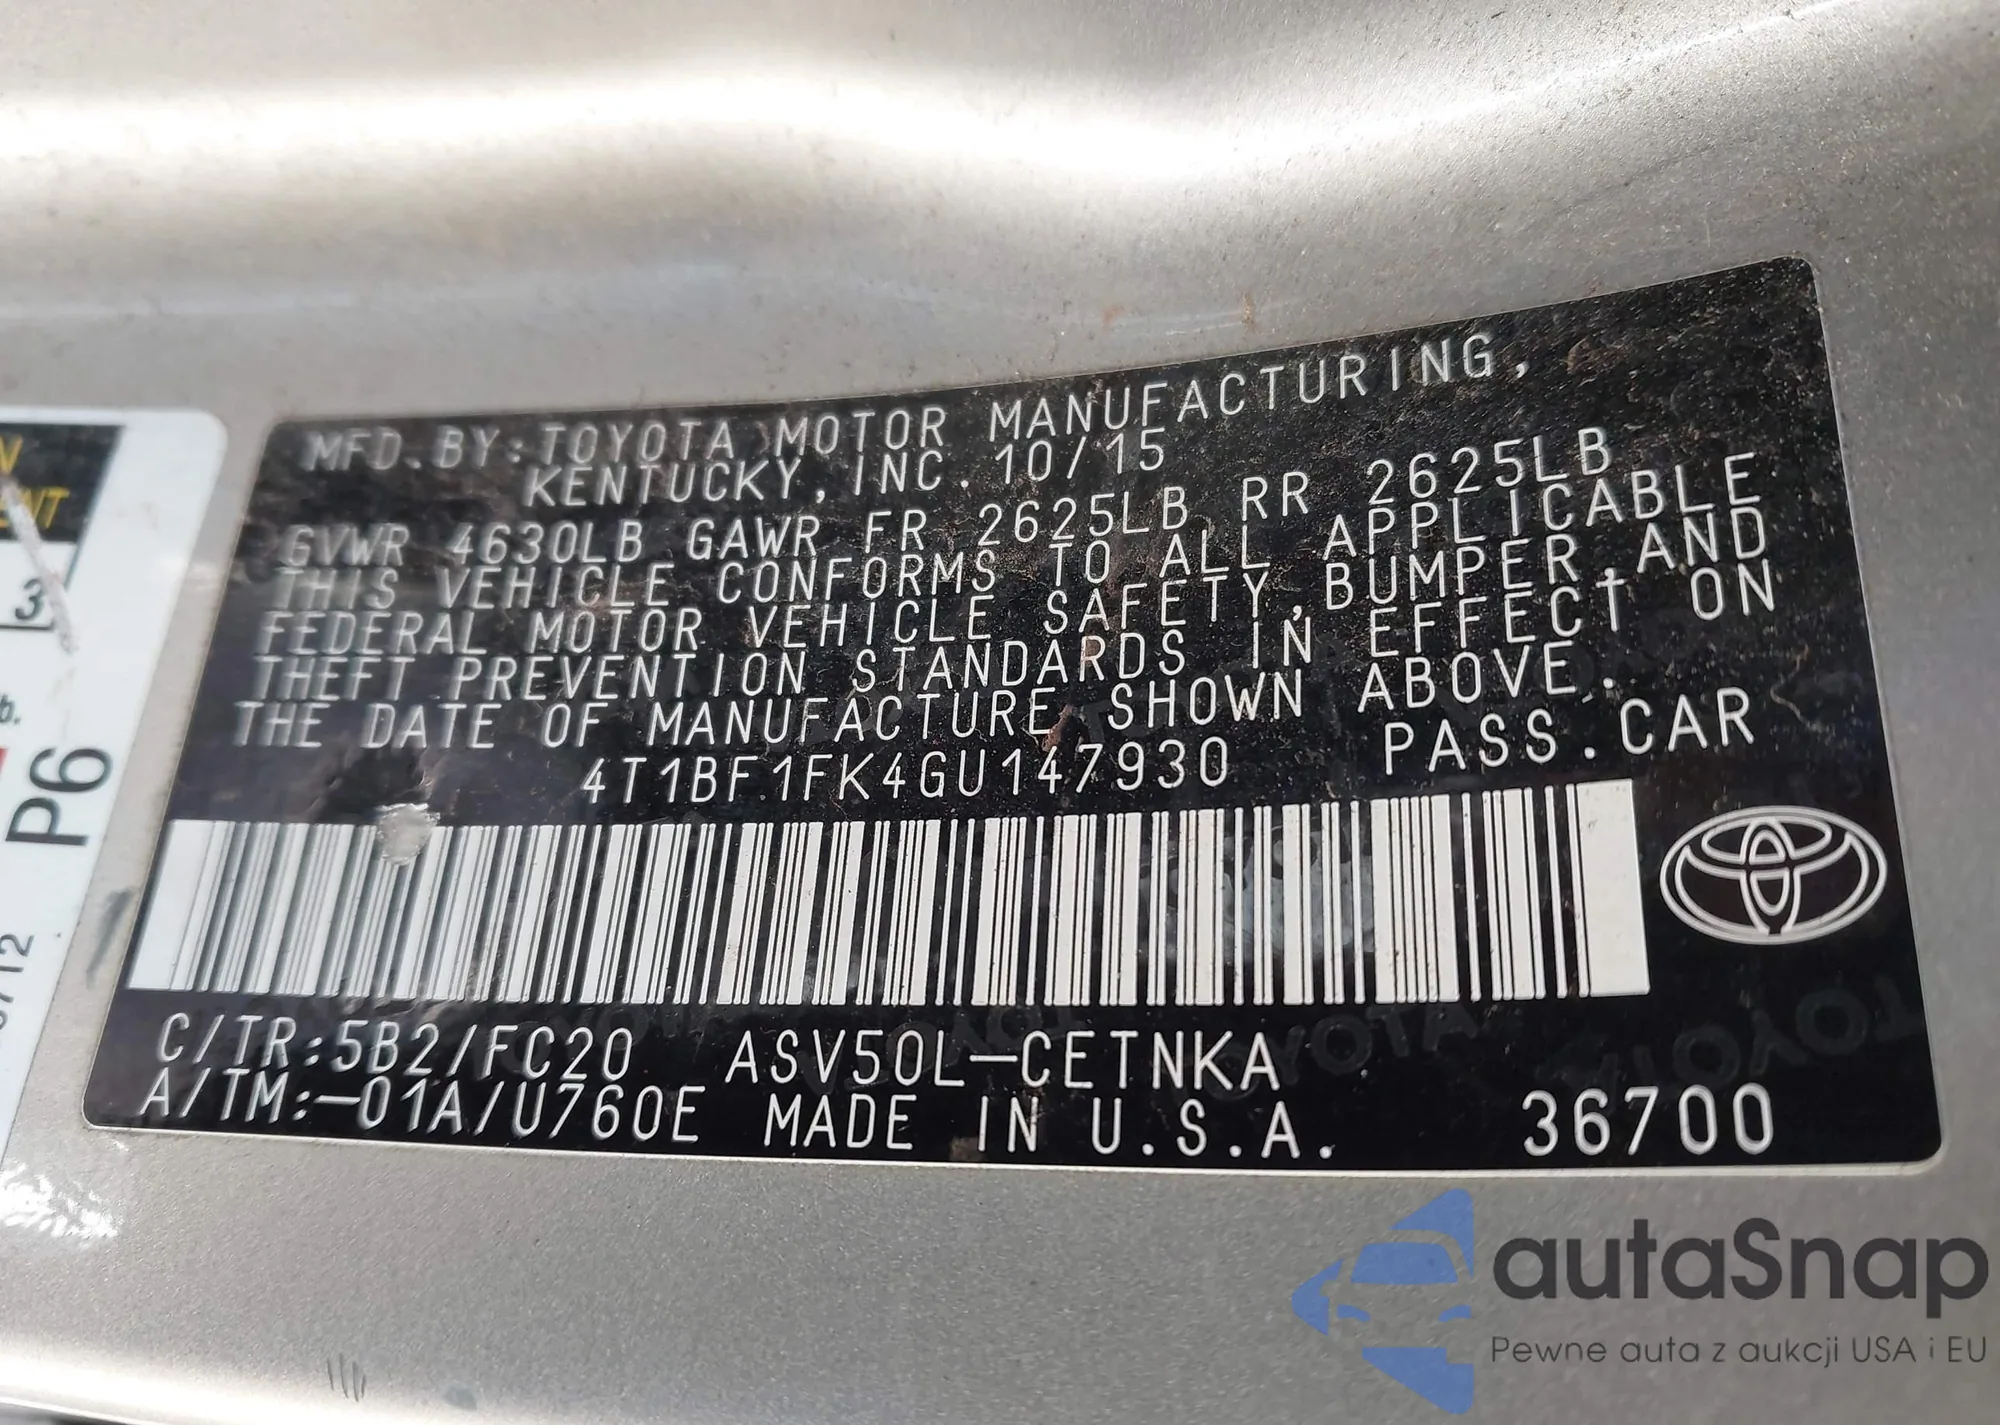 MFD. BY: TOYOTA MOTOR MANUFACTURING,
KENTUCKY, INC. 10/15
GVWR 4630LB GAWR FR 2625LB RR 2625LB
THIS VEHICLE CONFORMS TO ALL APPLICABLE
FEDERAL MOTOR VEHICLE SAFETY, BUMPER, AND
THEFT PREVENTION STANDARDS IN EFFECT ON
THE DATE OF MANUFACTURE SHOWN ABOVE.
4T1BF1FK4GU147930 PASS. CAR
C/TR:5B2/FC20 ASV50L-CETNKA
A/TM:-01A/U760E MADE IN U.S.A. 36700
3
P6
TOYOTA
autaSnap
Pewne auta z aukcji USA i EU